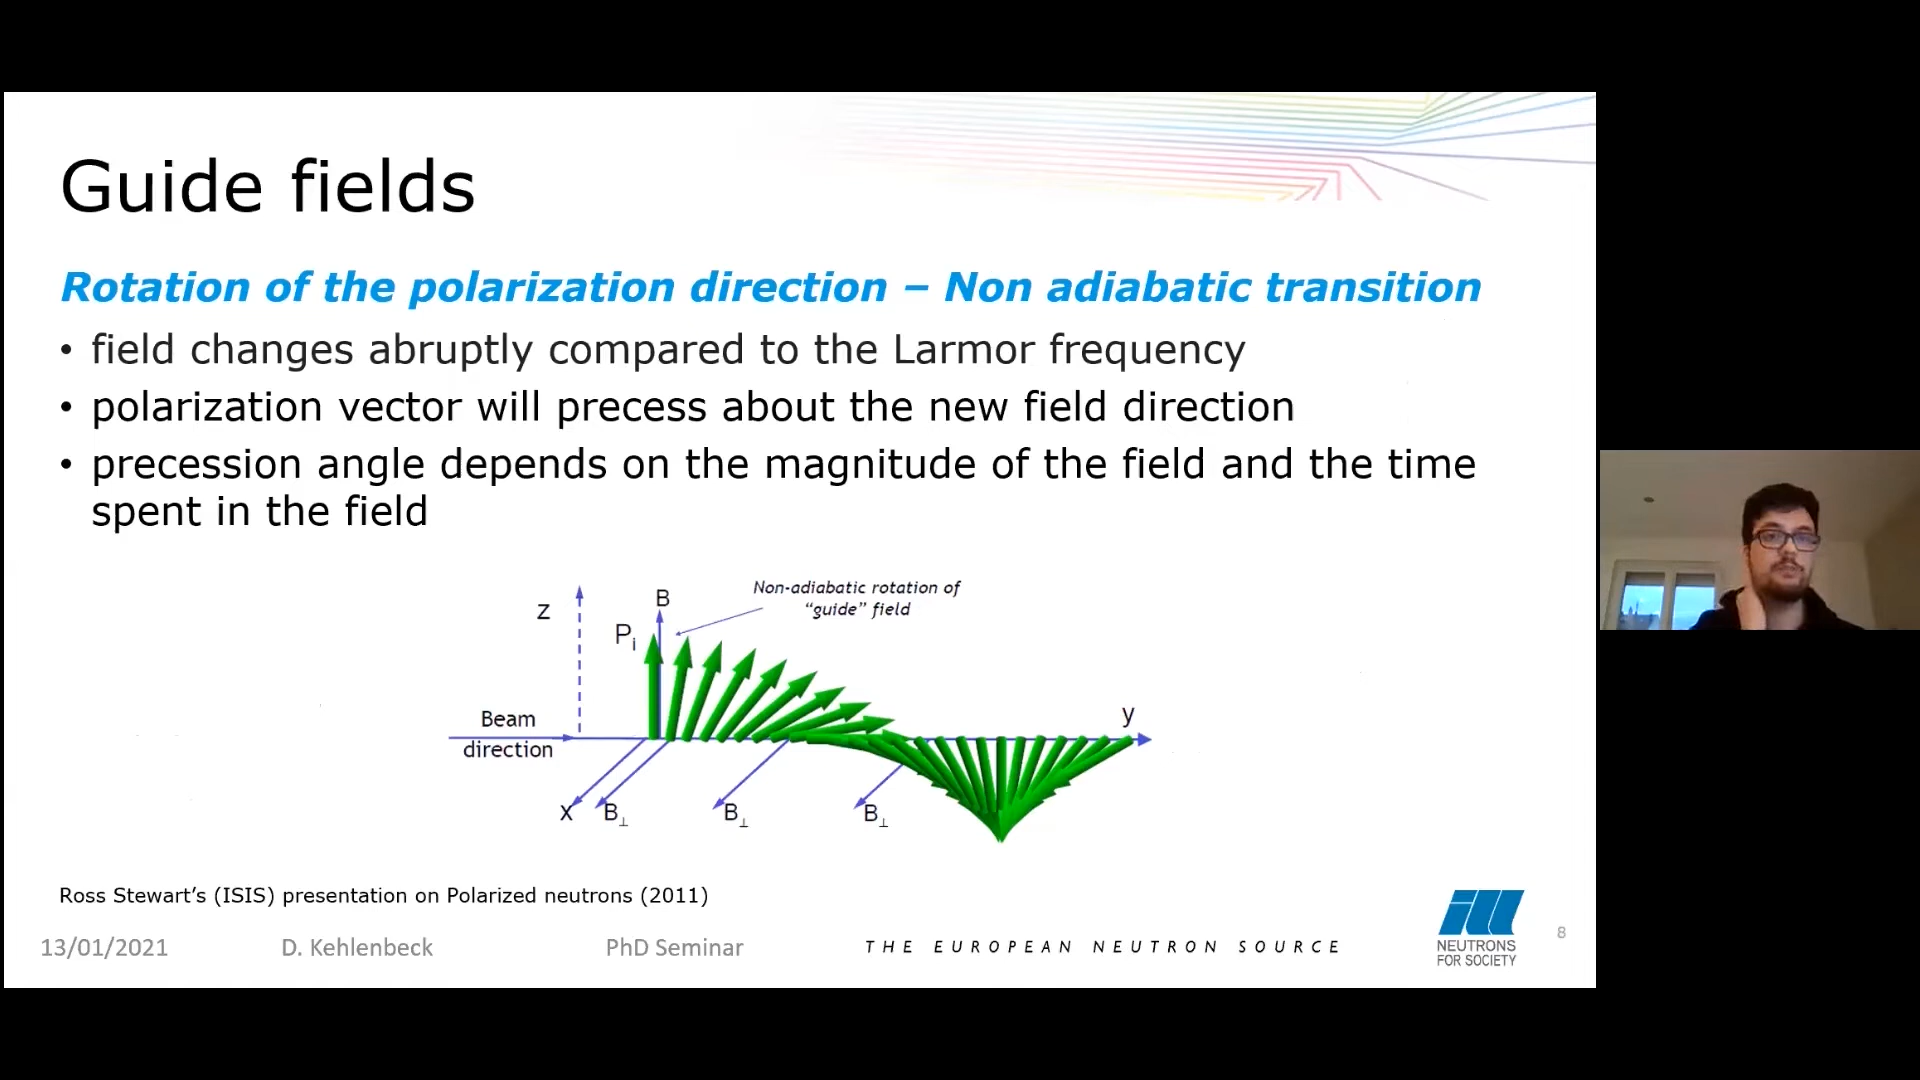 Guide fields
Rotation of the polarization direction – Non adiabatic transition
• field changes abruptly compared to the Larmor frequency
• polarization vector will precess about the new field direction
• precession angle depends on the magnitude of the field and the time
spent in the field
Non-adiabatic rotation of
“guide” field
z
B
Pi
Beam
direction
y
x
B⊥
B⊥
B⊥
Ross Stewart’s (ISIS) presentation on Polarized neutrons (2011)
13/01/2021
D. Kehlenbeck
PhD Seminar
THE EUROPEAN NEUTRON SOURCE
ill
NEUTRONS
FOR SOCIETY
8